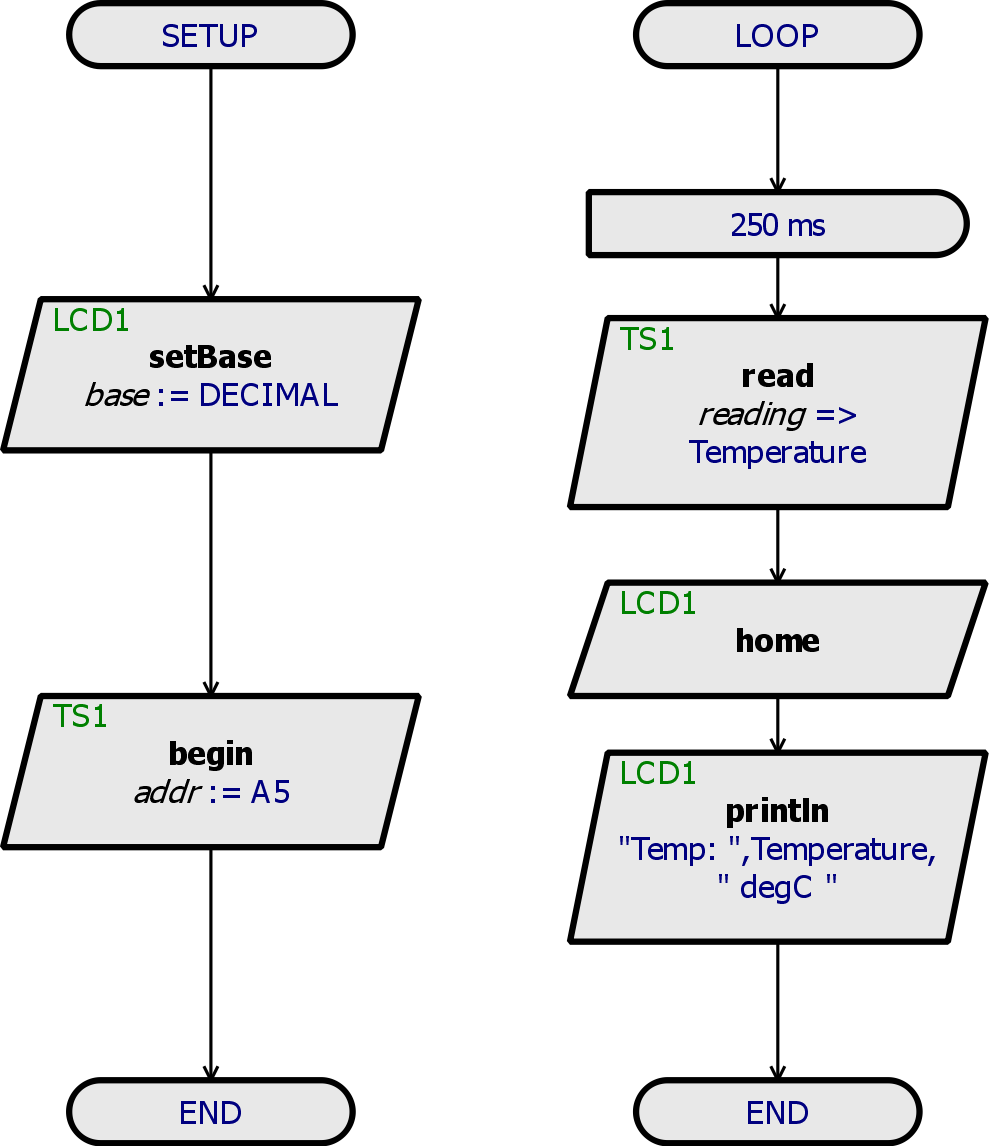 SETUP
LCD1
setBase
base := DECIMAL
TS1
begin
addr := A5
END
LOOP
250 ms
TS1
read
reading =>
Temperature
LCD1
home
LCD1
println
"Temp: ",Temperature,
" degC "
END